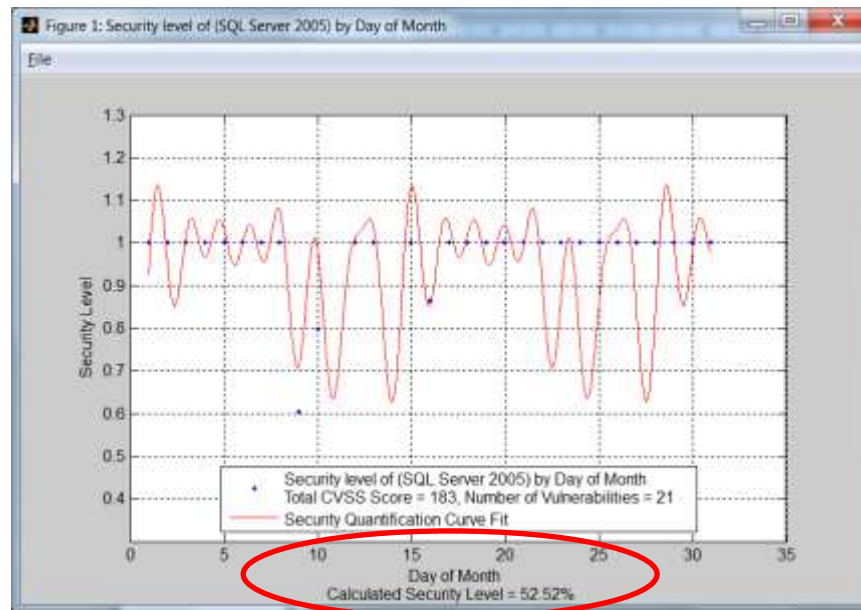 Figure 1: Security level of (SQL Server 2005) by Day of Month
File
1.3
1.2
1.1
1
0.9
0.8
0.7
0.6
0.5
0.4
Security Level
Security level of (SQL Server 2005) by Day of Month
Total CVSS Score = 183, Number of Vulnerabilities = 21
Security Quantification Curve Fit
0 5 10 15 20 25 30 35
Day of Month
Calculated Security Level = 52.52%